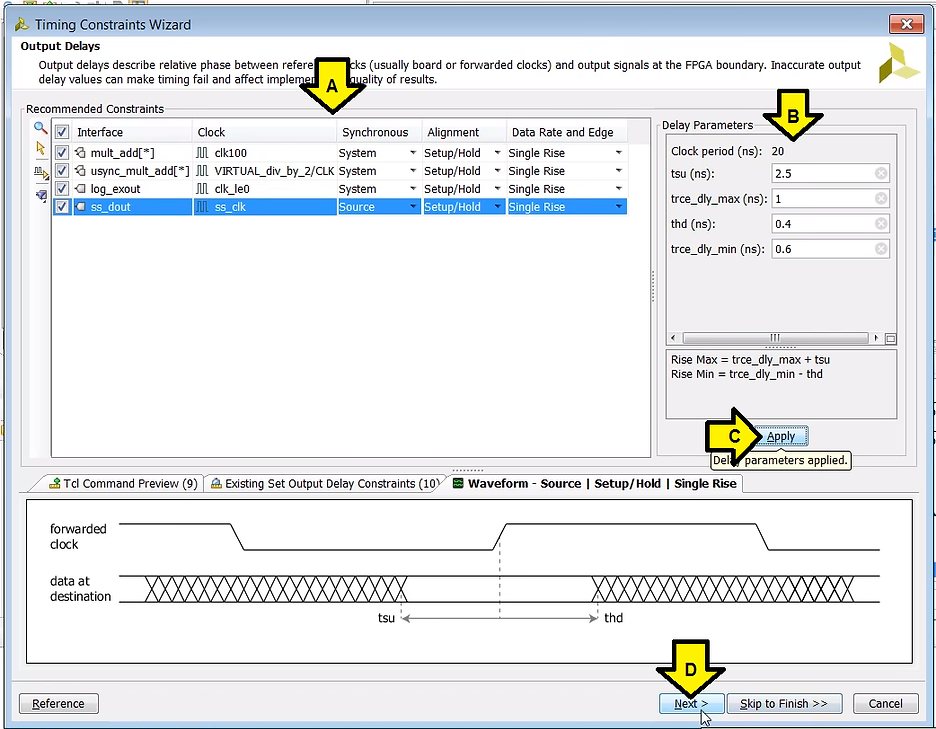 Timing Constraints Wizard
Output Delays
Output delays describe relative phase between refere cks (usually board or forwarded clocks) and output signals at the FPGA boundary. Inaccurate output
delay values can make timing fail and affect implemen quality of results.
A
B
Recommended Constraints
Interface Clock Synchronous Alignment Data Rate and Edge
mult_add[*] clk100 System Setup/Hold Single Rise
usync_mult_add[*] VIRTUAL_div_by_2/CLK System Setup/Hold Single Rise
log_exout clk_le0 System Setup/Hold Single Rise
ss_dout ss_clk Source Setup/Hold Single Rise
Delay Parameters
Clock period (ns): 20
tsu (ns): 2.5
trce_dly_max (ns): 1
thd (ns): 0.4
trce_dly_min (ns): 0.6
Rise Max = trce_dly_max + tsu
Rise Min = trce_dly_min - thd
C
Apply
Delay parameters applied.
Tcl Command Preview (9) Existing Set Output Delay Constraints (10) Waveform - Source | Setup/Hold | Single Rise
forwarded
clock
data at
destination
tsu thd
D
Reference Next > Skip to Finish >> Cancel